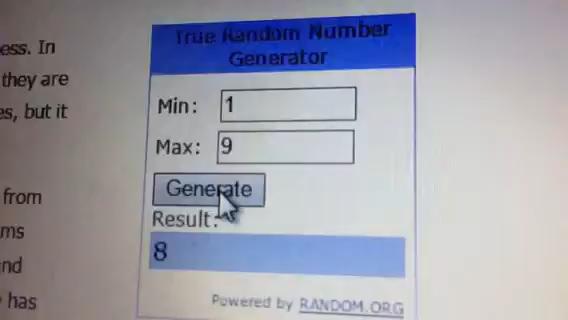 ess. In
they are
es, but it
from
ms
nd
has
True Random Number
Generator
Min: 1
Max: 9
Generate
Result:
8
Powered by RANDOM.ORG